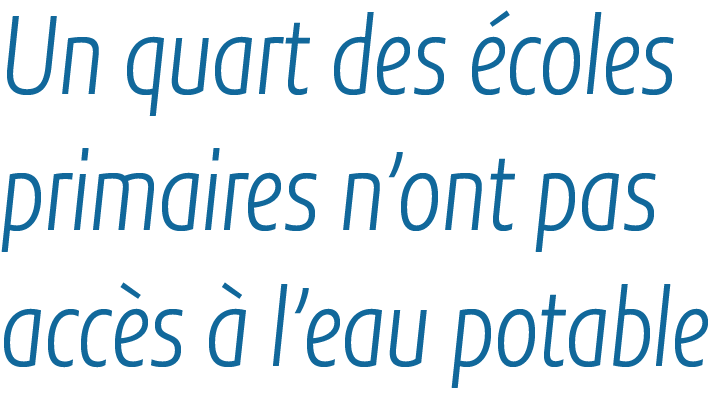 Un quart des écoles
primaires n’ont pas
accès à l’eau potable